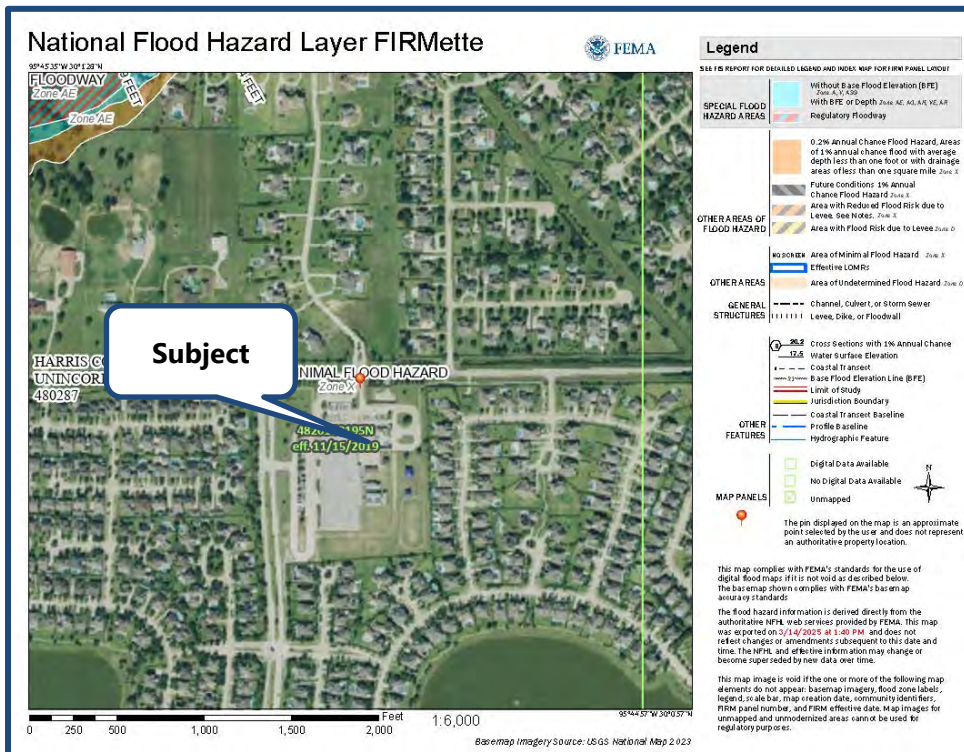 National Flood Hazard Layer FIRMette
FEMA
Legend
SEE FIS REPORT FOR DETAILED LEGEND AND INDEX MAP FOR FIRM PANEL LAYOUT
SPECIAL FLOOD
HAZARD AREAS
Without Base Flood Elevation (BFE)
Zone A, V, A99
With BFE or Depth Zone AE, AO, AH, VE, AR
Regulatory Floodway
OTHER AREAS OF
FLOOD HAZARD
0.2% Annual Chance Flood Hazard, Areas
of 1% annual chance flood with average
depth less than one foot or with drainage
areas of less than one square mile Zone X
Future Conditions 1% Annual
Chance Flood Hazard Zone X
Area with Reduced Flood Risk due to
Levee. See Notes. Zone X
Area with Flood Risk due to Levee Zone D
OTHER AREAS
NO SCREEN Area of Minimal Flood Hazard Zone X
Effective LOMRs
Area of Undetermined Flood Hazard Zone D
GENERAL
STRUCTURES
Channel, Culvert, or Storm Sewer
Levee, Dike, or Floodwall
OTHER
FEATURES
20.2 Cross Sections with 1% Annual Chance
17.5 Water Surface Elevation
Coastal Transect
Base Flood Elevation Line (BFE)
Limit of Study
Jurisdiction Boundary
Coastal Transect Baseline
Profile Baseline
Hydrographic Feature
MAP PANELS
Digital Data Available
No Digital Data Available
Unmapped
N
The pin displayed on the map is an approximate
point selected by the user and does not represent
an authoritative property location.
This map complies with FEMA's standards for the use of
digital flood maps if it is not void as described below.
The basemap shown complies with FEMA's basemap
accuracy standards
The flood hazard information is derived directly from the
authoritative NFHL web services provided by FEMA. This map
was exported on 3/14/2025 at 1:40 PM and does not
reflect changes or amendments subsequent to this date and
time. The NFHL and effective information may change or
become superseded by new data over time.
This map image is void if the one or more of the following map
elements do not appear: basemap imagery, flood zone labels,
legend, scale bar, map creation date, community identifiers,
FIRM panel number, and FIRM effective date. Map images for
unmapped and unmodernized areas cannot be used for
regulatory purposes.
95°45'35"W 30°1'28"N
FLOODWAY
Zone AE
Zone AE
FEET
FEET
Subject
HARRIS CO
UNINCOR
480287
NIMAL FLOOD HAZARD
Zone X
48201 195N
eff. 11/15/2019
95°44'57"W 30°0'57"N
Feet
1:6,000
0 250 500 1,000 1,500 2,000
Basemap Imagery Source: USGS National Map 2023